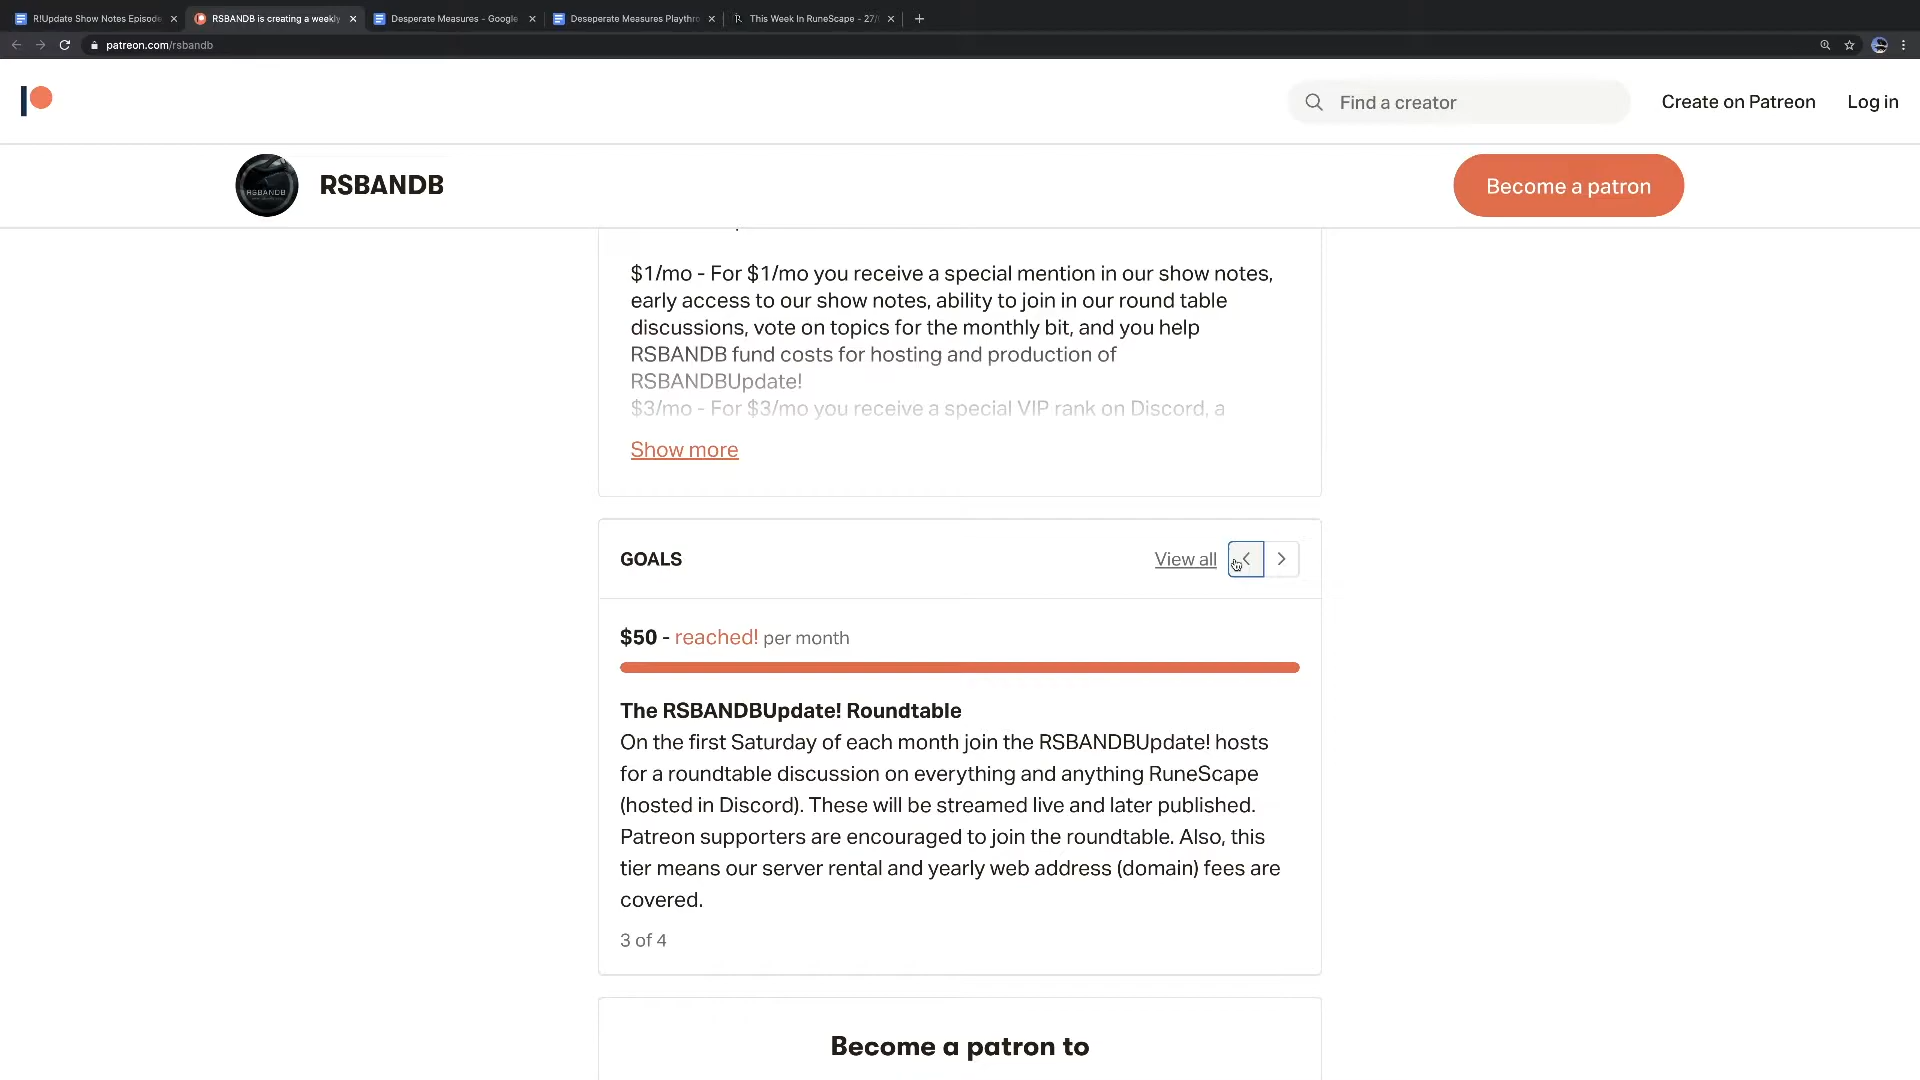 R!Update Show Notes Episode
RSBANDB is creating a weekly
Desperate Measures - Google
Deseperate Measures Playthro
This Week In RuneScape - 27/
patreon.com/rsbandb
Find a creator
Create on Patreon
Log in
RSBANDB
RSBANDB
Become a patron
$1/mo - For $1/mo you receive a special mention in our show notes,
early access to our show notes, ability to join in our round table
discussions, vote on topics for the monthly bit, and you help
RSBANDB fund costs for hosting and production of
RSBANDBUpdate!
$3/mo - For $3/mo you receive a special VIP rank on Discord, a
Show more
GOALS
View all
$50 - reached! per month
The RSBANDBUpdate! Roundtable
On the first Saturday of each month join the RSBANDBUpdate! hosts
for a roundtable discussion on everything and anything RuneScape
(hosted in Discord). These will be streamed live and later published.
Patreon supporters are encouraged to join the roundtable. Also, this
tier means our server rental and yearly web address (domain) fees are
covered.
3 of 4
Become a patron to